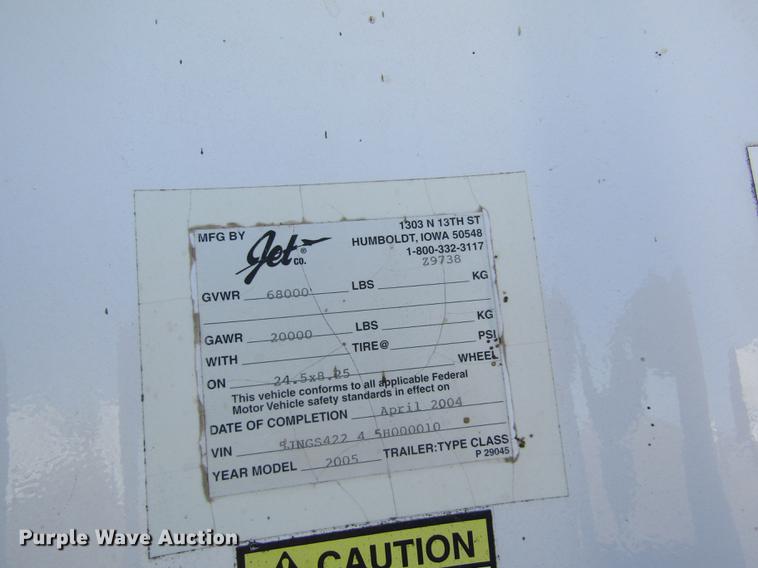 MFG BY Jet® CO.
1303 N 13TH ST
HUMBOLDT, IOWA 50548
1-800-332-3117
Z9738
GVWR 68000 LBS KG
GAWR 20000 LBS KG
WITH TIRE@ PSI
ON 24.5x8.25 WHEEL
This vehicle conforms to all applicable Federal
Motor Vehicle safety standards in effect on
DATE OF COMPLETION April 2004
VIN 5JNGS422 4 5H000010
YEAR MODEL 2005 TRAILER:TYPE CLASS
P 29045
CAUTION
Purple Wave Auction